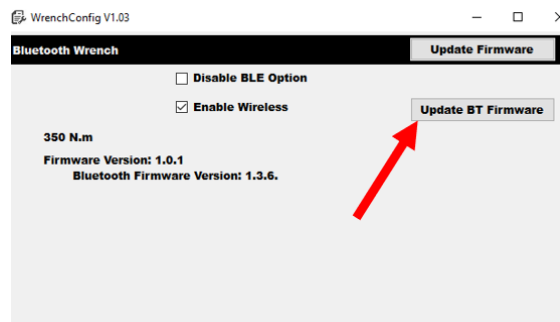 WrenchConfig V1.03
Bluetooth Wrench
Update Firmware
Disable BLE Option
Enable Wireless
Update BT Firmware
350 N.m
Firmware Version: 1.0.1
Bluetooth Firmware Version: 1.3.6.